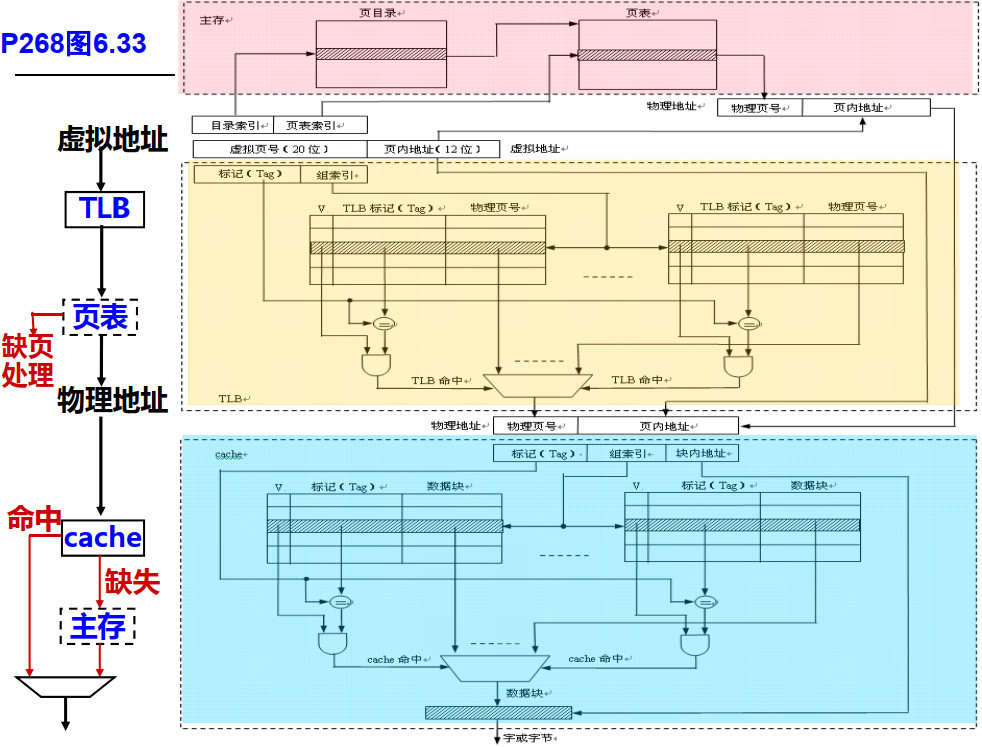 P268图6.33
虚拟地址
TLB
页表
缺页
处理
物理地址
命中
cache
缺失
主存
主存
页目录
页表
物理地址
物理页号
页内地址
目录索引
页表索引
虚拟页号（20 位）
页内地址（12 位）
虚拟地址
标记（Tag）
组索引
V
TLB 标记（Tag）
物理页号
V
TLB 标记（Tag）
物理页号
=
=
TLB 命中
TLB 命中
TLB
物理地址
物理页号
页内地址
cache
标记（Tag）
组索引
块内地址
V
标记（Tag）
数据块
V
标记（Tag）
数据块
=
=
cache 命中
cache 命中
数据块
字或字节